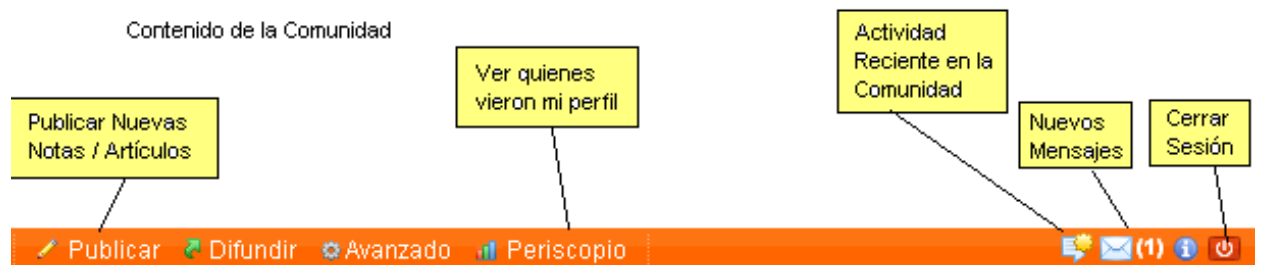 Contenido de la Comunidad
Actividad
Reciente en la
Comunidad
Ver quienes
vieron mi perfil
Publicar Nuevas
Notas / Artículos
Nuevos
Mensajes
Cerrar
Sesión
Publicar Difundir Avanzado Periscopio (1)